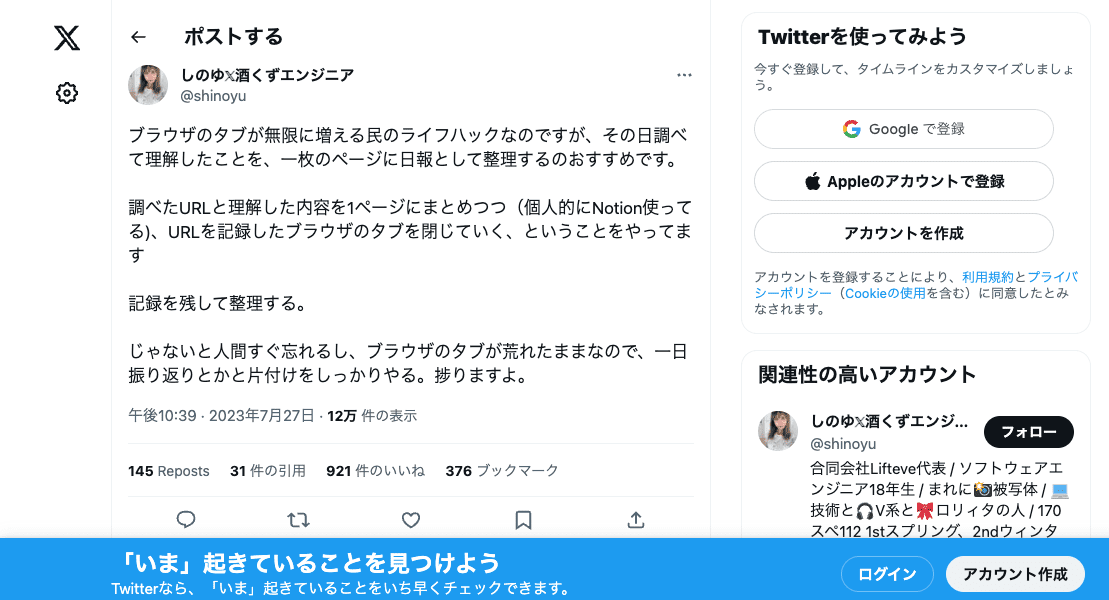 ポストする
しのゆ𝕏酒くずエンジニア
@shinoyu
ブラウザのタブが無限に増える民のライフハックなのですが、その日調べ
て理解したことを、一枚のページに日報として整理するのおすすめです。
調べたURLと理解した内容を1ページにまとめつつ（個人的にNotion使って
る)、URLを記録したブラウザのタブを閉じていく、ということをやってま
す
記録を残して整理する。
じゃないと人間すぐ忘れるし、ブラウザのタブが荒れたままなので、一日
振り返りとかと片付けをしっかりやる。捗りますよ。
午後10:39 · 2023年7月27日 · 12万 件の表示
145 Reposts 31 件の引用 921 件のいいね 376 ブックマーク
Twitterを使ってみよう
今すぐ登録して、タイムラインをカスタマイズしましょ
う。
Google で登録
Appleのアカウントで登録
アカウントを作成
アカウントを登録することにより、利用規約とプライバ
シーポリシー（Cookieの使用を含む）に同意したとみ
なされます。
関連性の高いアカウント
しのゆ𝕏酒くずエンジ...
@shinoyu
フォロー
合同会社Lifteve代表 / ソフトウェアエ
ンジニア18年生 / まれに📸被写体 / 💻
技術と🎧V系と🎀ロリィタの人 / 170
スペ112 1stスプリング、2ndウィンタ
「いま」起きていることを見つけよう
Twitterなら、「いま」起きていることをいち早くチェックできます。
ログイン
アカウント作成